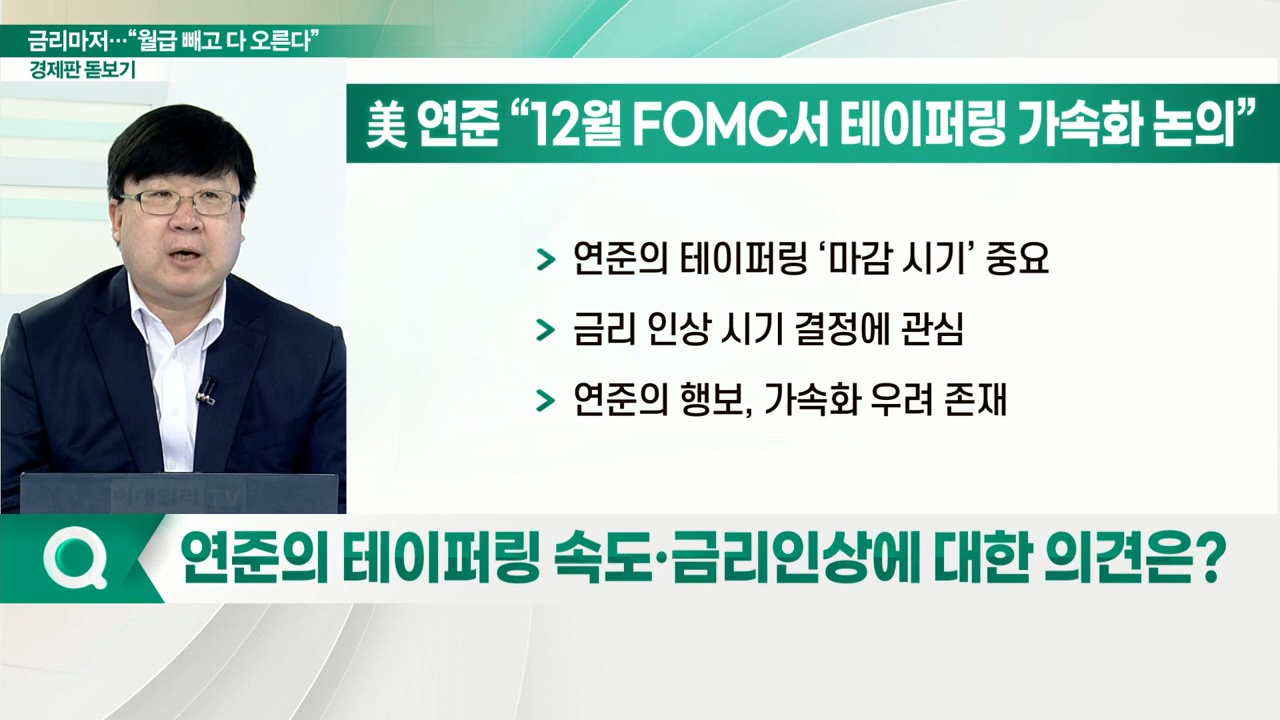 금리마저…“월급 빼고 다 오른다”
경제판 돋보기
美 연준 “12월 FOMC서 테이퍼링 가속화 논의”
> 연준의 테이퍼링 ‘마감 시기’ 중요
> 금리 인상 시기 결정에 관심
> 연준의 행보, 가속화 우려 존재
Q 연준의 테이퍼링 속도·금리인상에 대한 의견은?